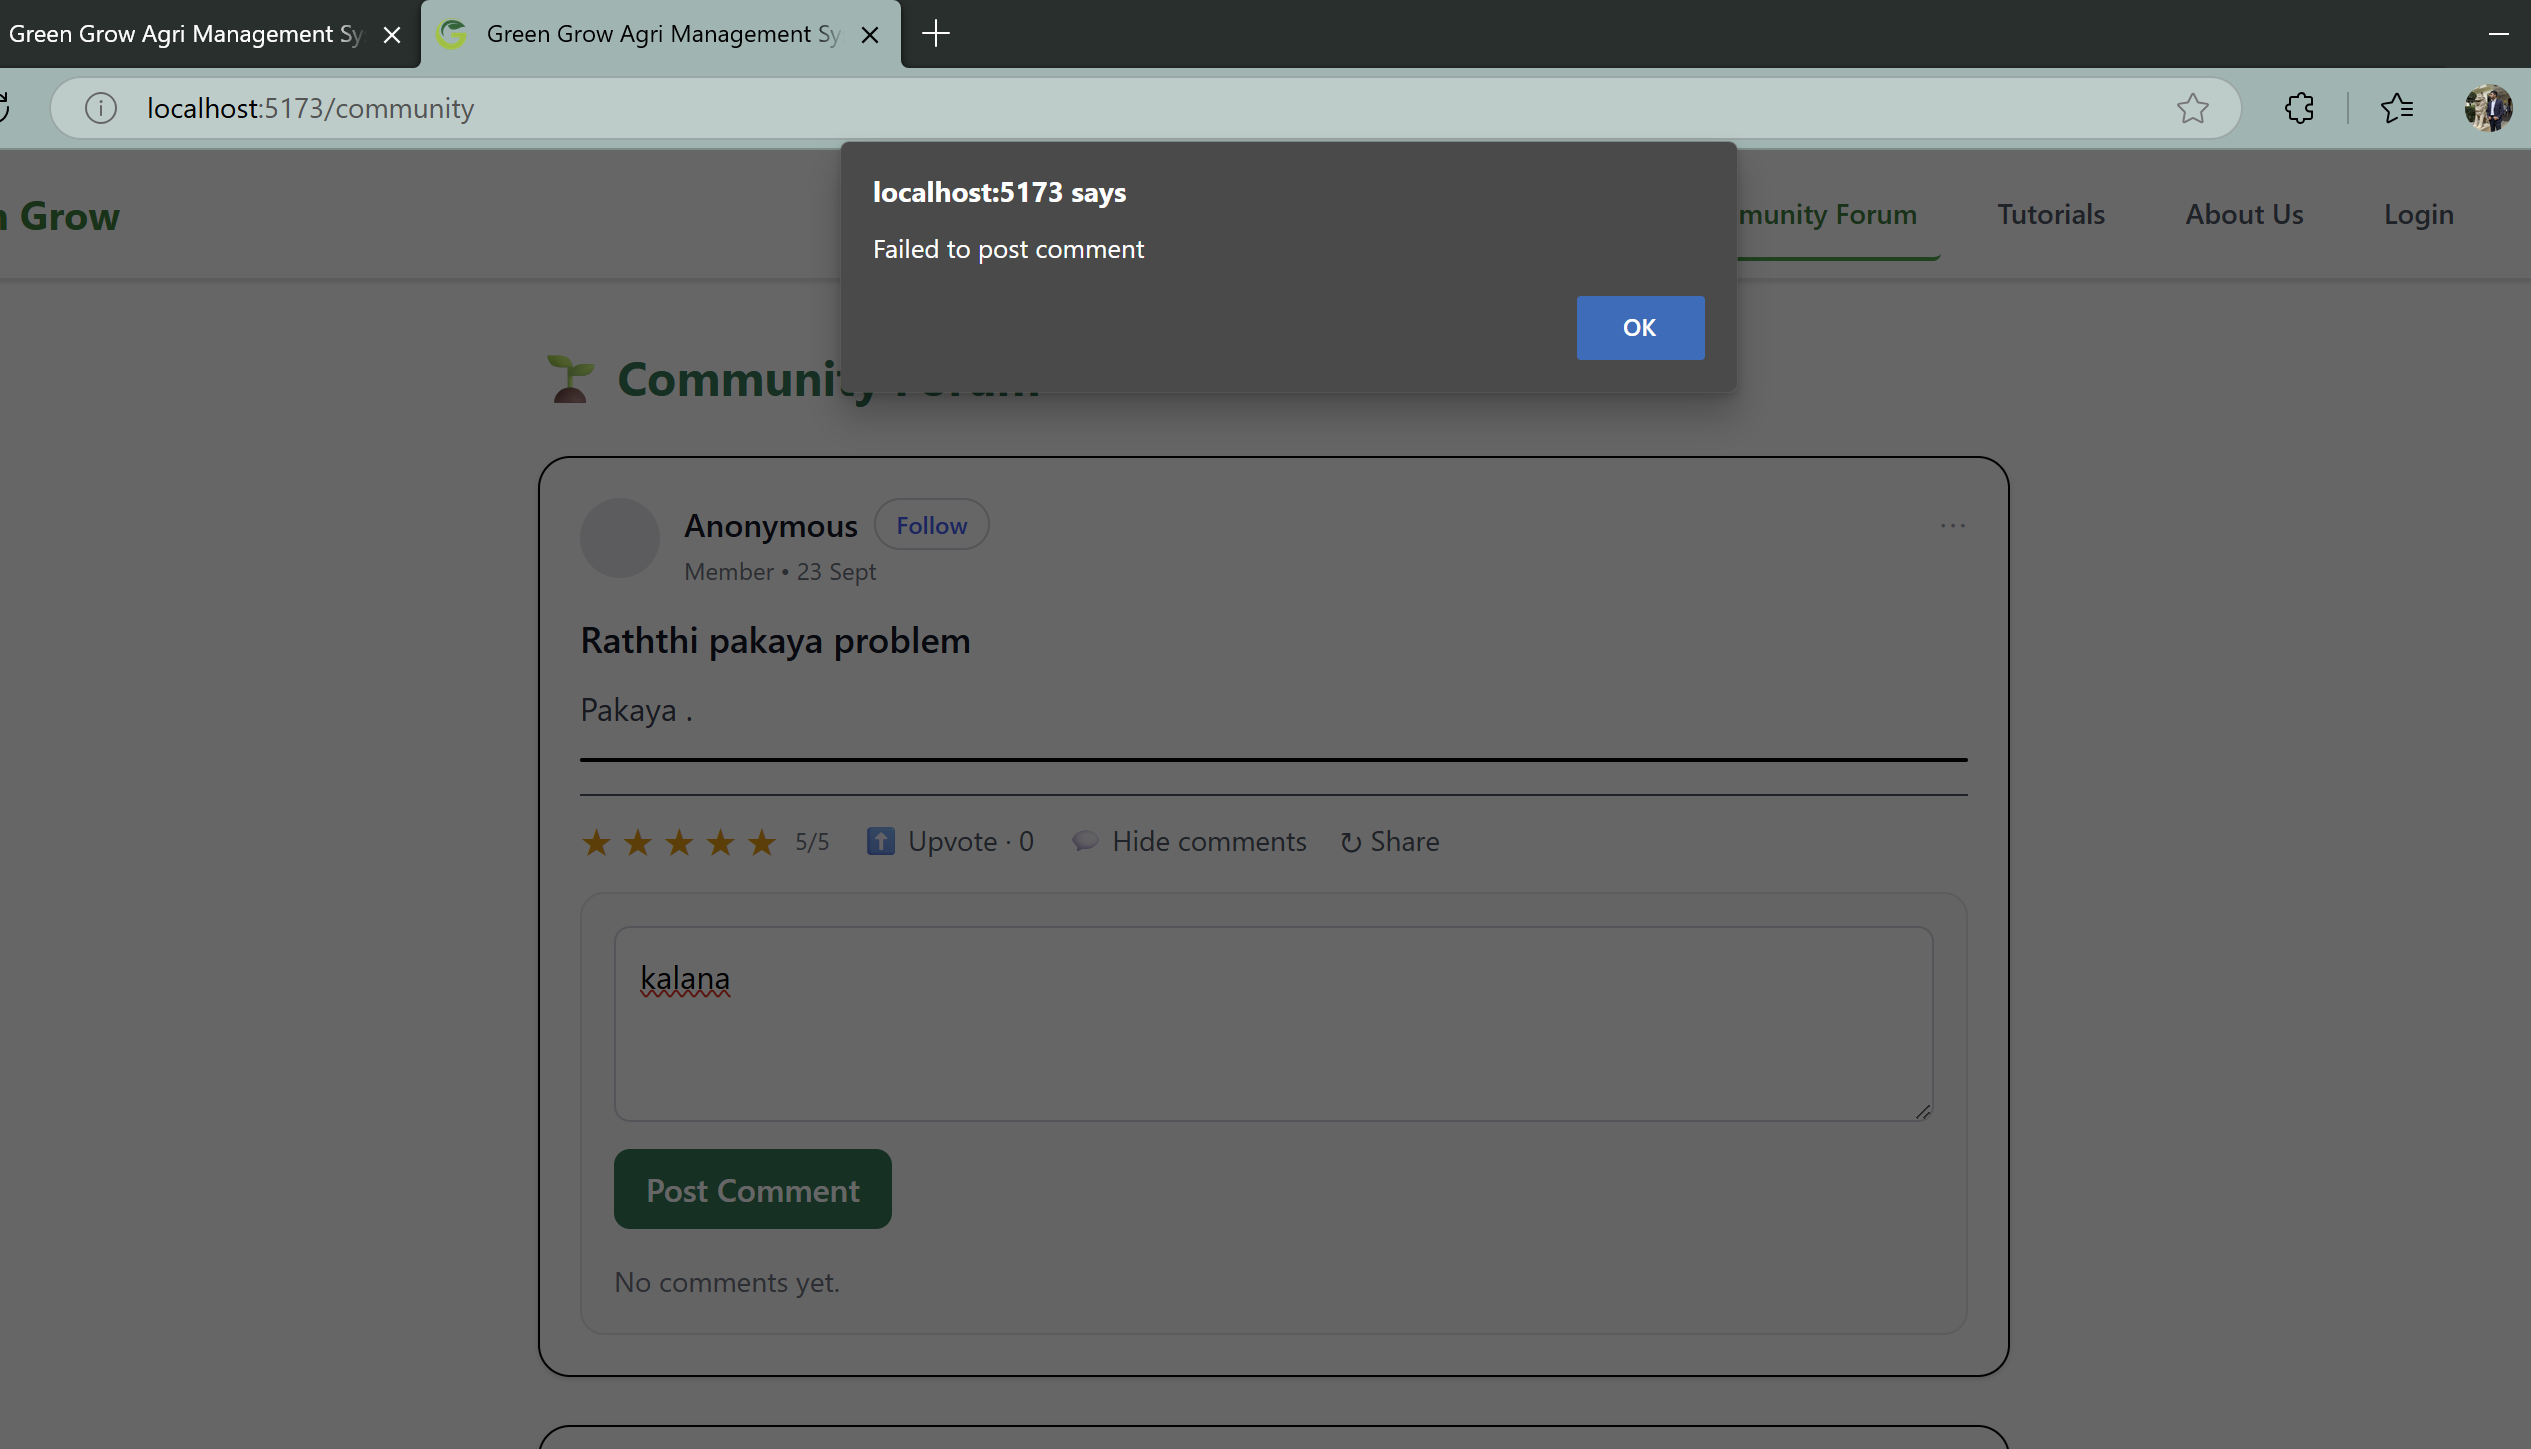 Green Grow Agri Management Sy
Green Grow Agri Management Sy
localhost:5173/community
localhost:5173 says
Failed to post comment
OK
Grow
munity Forum
Tutorials
About Us
Login
Community Forum
Anonymous
Follow
...
Member • 23 Sept
Raththi pakaya problem
Pakaya .
★ ★ ★ ★ ★ 5/5
Upvote · 0
Hide comments
↻ Share
kalana
Post Comment
No comments yet.